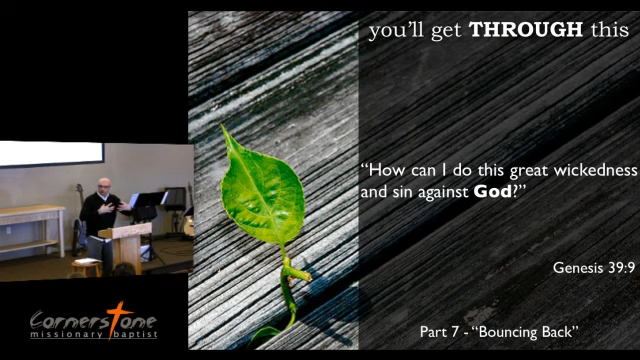 you'll get THROUGH this
“How can I do this great wickedness
and sin against God?”
Genesis 39:9
Part 7 - “Bouncing Back”
Cornerstone
missionary baptist